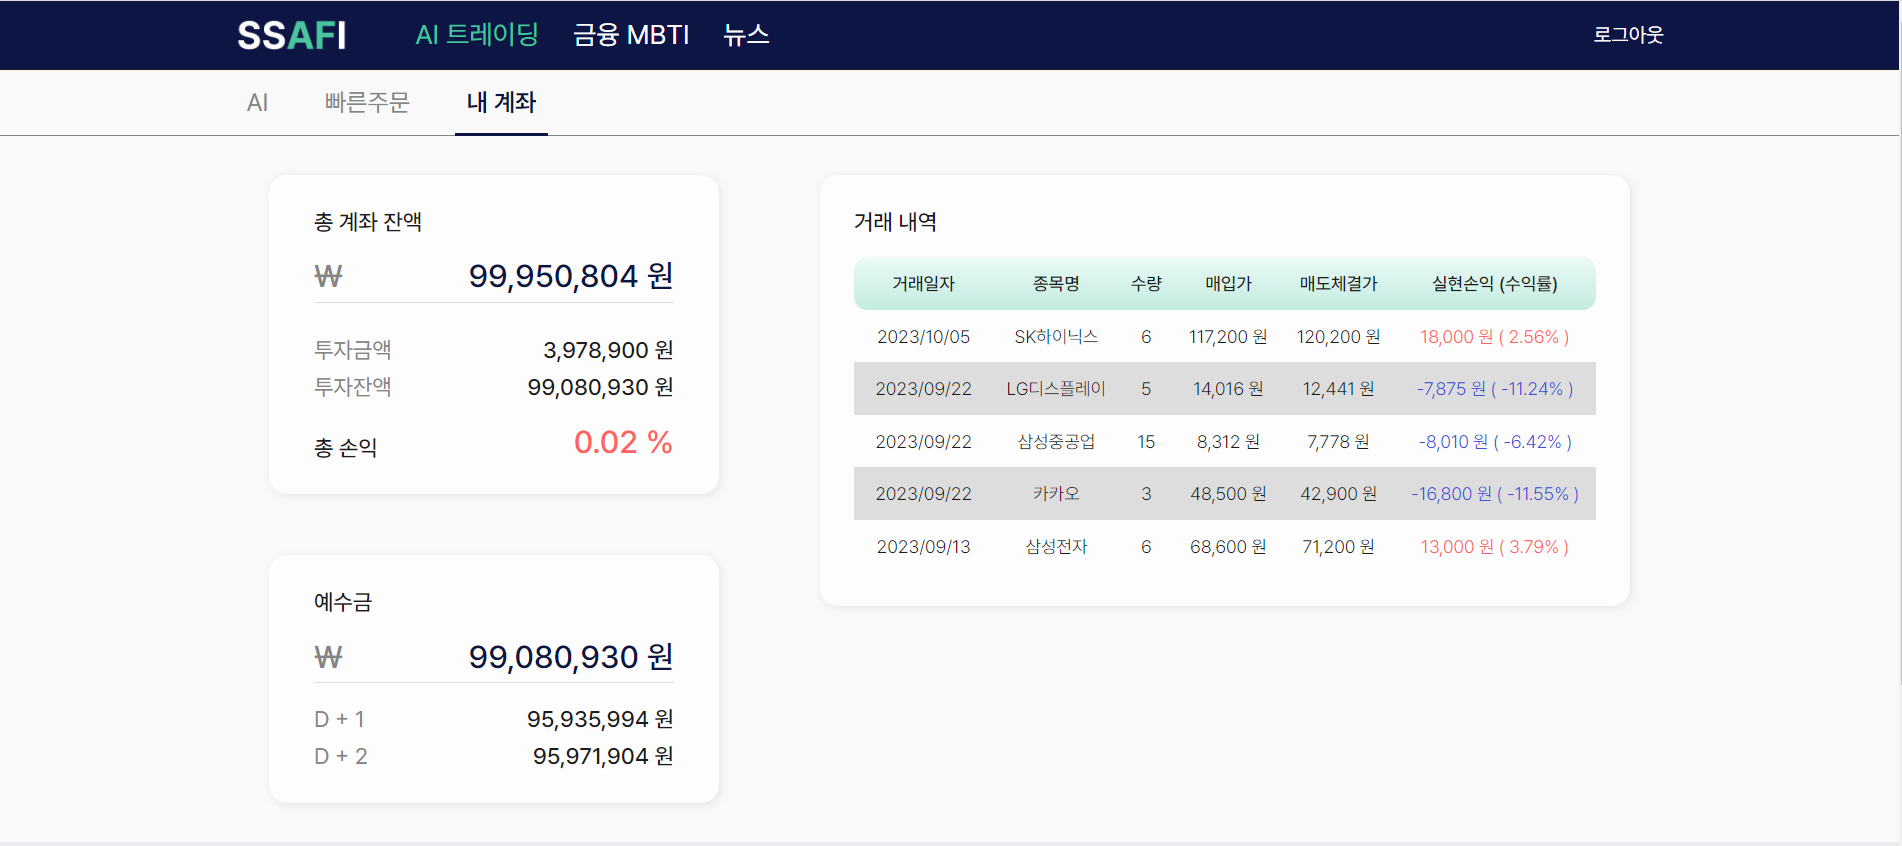 SSAFI AI 트레이딩 금융 MBTI 뉴스 로그아웃
AI 빠른주문 내 계좌
총 계좌 잔액
₩ 99,950,804 원
투자금액 3,978,900 원
투자잔액 99,080,930 원
총 손익 0.02 %
예수금
₩ 99,080,930 원
D + 1 95,935,994 원
D + 2 95,971,904 원
거래 내역
거래일자 종목명 수량 매입가 매도체결가 실현손익 (수익률)
2023/10/05 SK하이닉스 6 117,200 원 120,200 원 18,000 원 ( 2.56% )
2023/09/22 LG디스플레이 5 14,016 원 12,441 원 -7,875 원 ( -11.24% )
2023/09/22 삼성중공업 15 8,312 원 7,778 원 -8,010 원 ( -6.42% )
2023/09/22 카카오 3 48,500 원 42,900 원 -16,800 원 ( -11.55% )
2023/09/13 삼성전자 6 68,600 원 71,200 원 13,000 원 ( 3.79% )